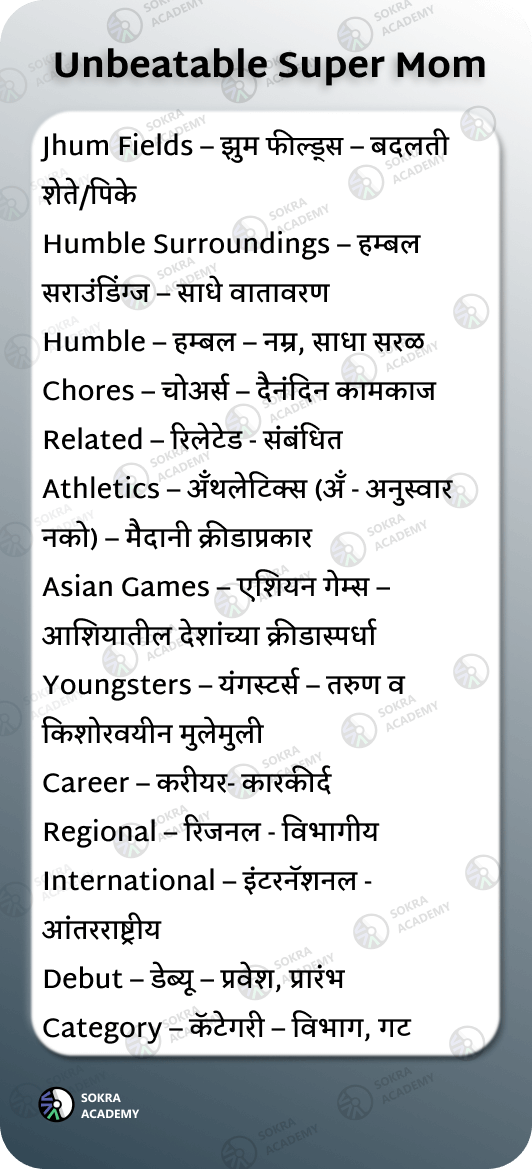 Unbeatable Super Mom
Jhum Fields – झुम फील्ड्स – बदलती
शेते/पिके
Humble Surroundings – हम्बल
सराउंडिंग्ज – साधे वातावरण
Humble – हम्बल – नम्र, साधा सरळ
Chores – चोअर्स – दैनंदिन कामकाज
Related – रिलेटेड - संबंधित
Athletics – अँथलेटिक्स (अँ - अनुस्वार
नको) – मैदानी क्रीडाप्रकार
Asian Games – एशियन गेम्स –
आशियातील देशांच्या क्रीडास्पर्धा
Youngsters – यंगस्टर्स – तरुण व
किशोरवयीन मुलेमुली
Career – करीयर- कारकीर्द
Regional – रिजनल - विभागीय
International – इंटरनॅशनल -
आंतरराष्ट्रीय
Debut – डेब्यू – प्रवेश, प्रारंभ
Category – कॅटेगरी – विभाग, गट
SOKRA
ACADEMY